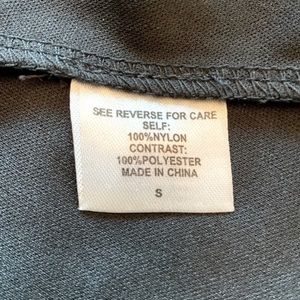 SEE REVERSE FOR CARE
SELF:
100%NYLON
CONTRAST:
100%POLYESTER
MADE IN CHINA
S